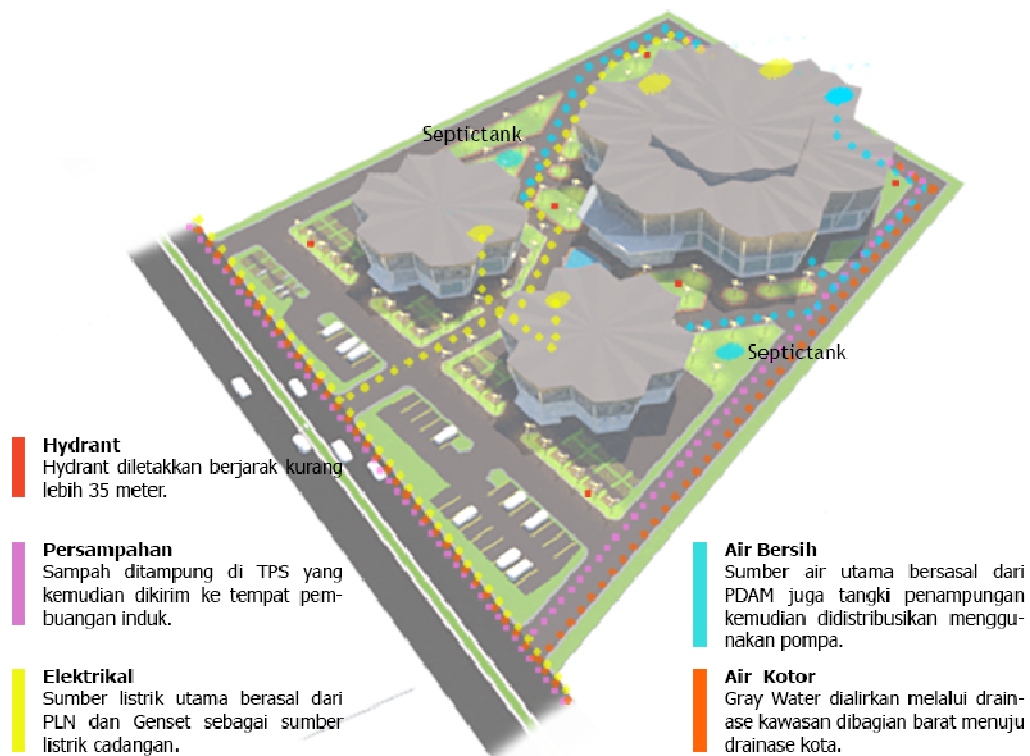 Septictank
Septictank
Hydrant
Hydrant diletakkan berjarak kurang
lebih 35 meter.
Persampahan
Sampah ditampung di TPS yang
kemudian dikirim ke tempat pem-
buangan induk.
Elektrikal
Sumber listrik utama berasal dari
PLN dan Genset sebagai sumber
listrik cadangan.
Air Bersih
Sumber air utama bersasal dari
PDAM juga tangki penampungan
kemudian didistribusikan menggu-
nakan pompa.
Air Kotor
Gray Water dialirkan melalui drain-
ase kawasan dibagian barat menuju
drainase kota.